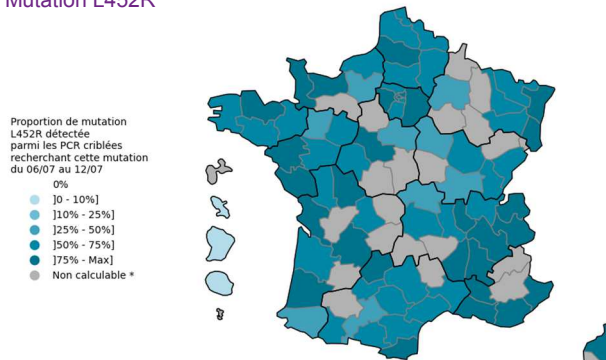 Mutation L452R
Proportion de mutation
L452R détectée
parmi les PCR criblées
recherchant cette mutation
du 06/07 au 12/07
0%
]0 - 10%]
]10% - 25%]
]25% - 50%]
]50% - 75%]
]75% - Max]
Non calculable *